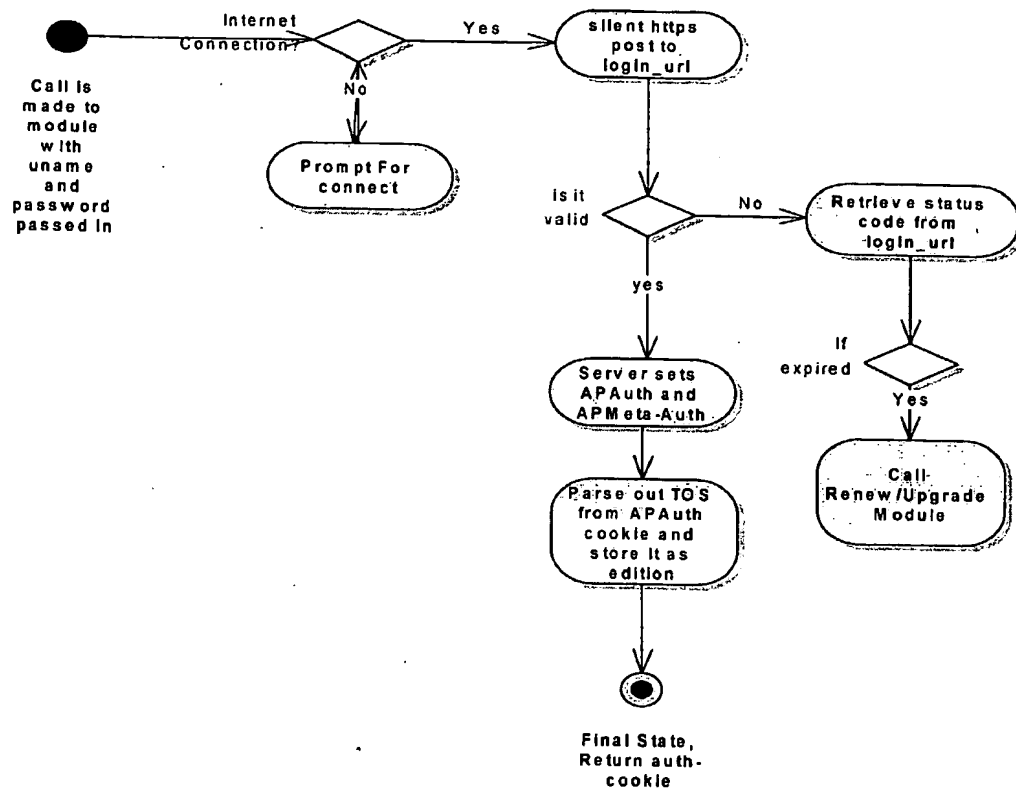 Internet
Connection?
Yes
silent https
post to
login_url
Call is
made to
module
with
uname
and
password
passed in
No
Prompt For
connect
is it
valid
No
Retrieve status
code from
login_url
yes
If
expired
Yes
Server sets
APAuth and
APMeta-Auth
Call
Renew/Upgrade
Module
Parse out TOS
from APAuth
cookie and
store it as
edition
Final State,
Return auth-
cookie